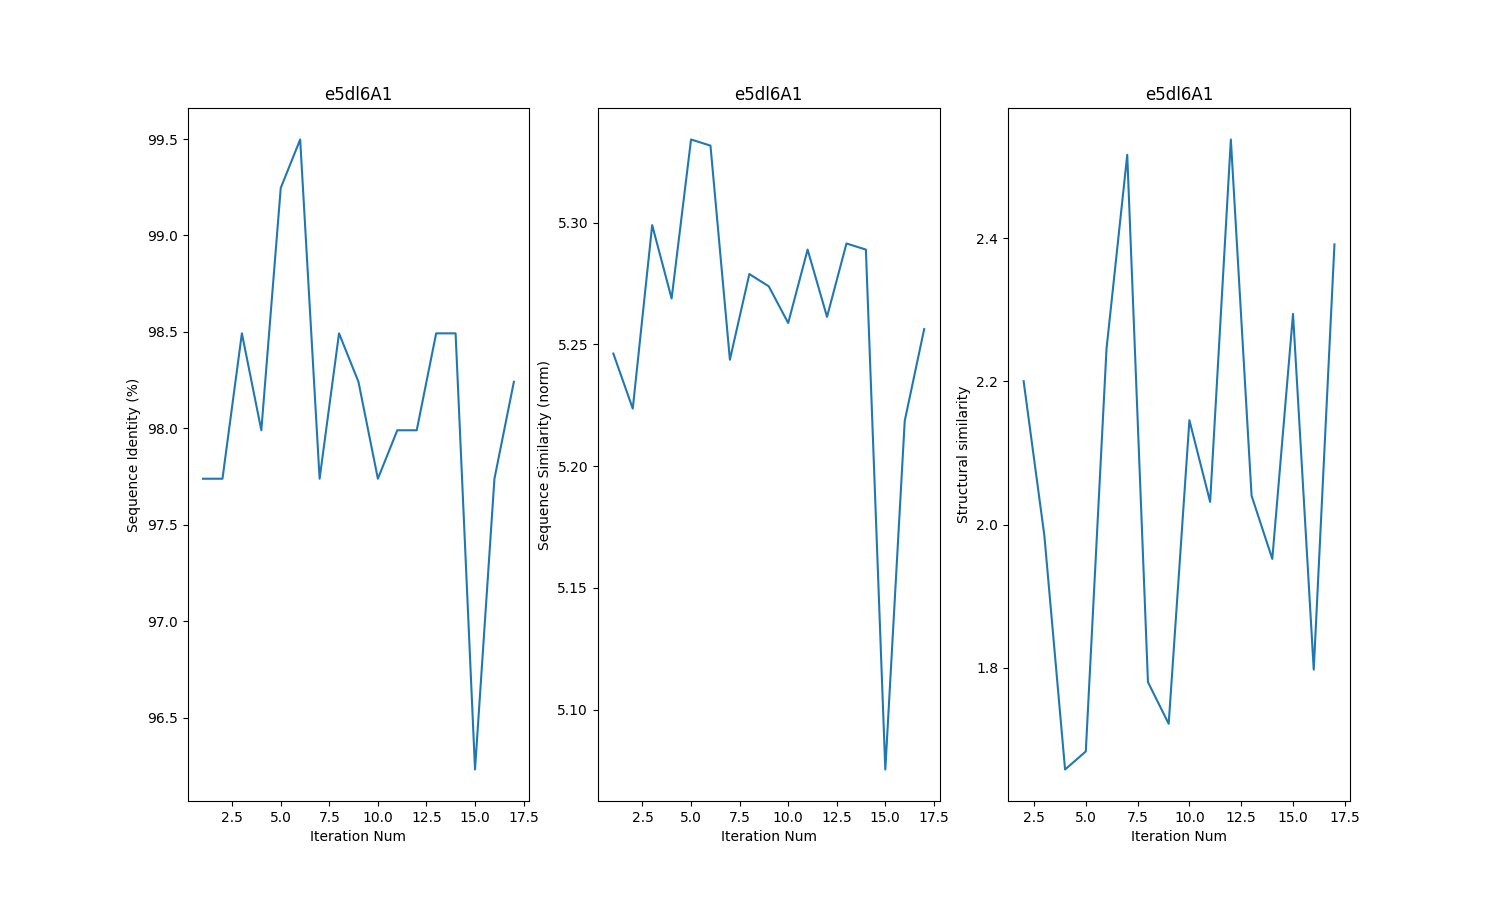 e5dl6A1
Sequence Identity (%)
99.5
99.0
98.5
98.0
97.5
97.0
96.5
2.5 5.0 7.5 10.0 12.5 15.0 17.5
Iteration Num
e5dl6A1
Sequence Similarity (norm)
5.30
5.25
5.20
5.15
5.10
2.5 5.0 7.5 10.0 12.5 15.0 17.5
Iteration Num
e5dl6A1
Structural similarity
2.4
2.2
2.0
1.8
2.5 5.0 7.5 10.0 12.5 15.0 17.5
Iteration Num